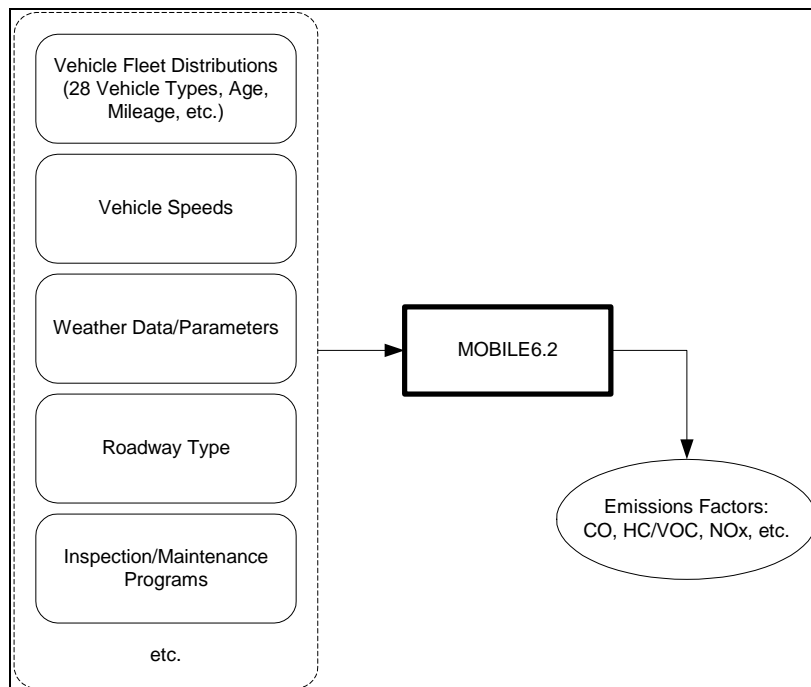 Vehicle Fleet Distributions
(28 Vehicle Types, Age,
Mileage, etc.)
Vehicle Speeds
Weather Data/Parameters
Roadway Type
Inspection/Maintenance
Programs
etc.
MOBILE6.2
Emissions Factors:
CO, HC/VOC, NOx, etc.